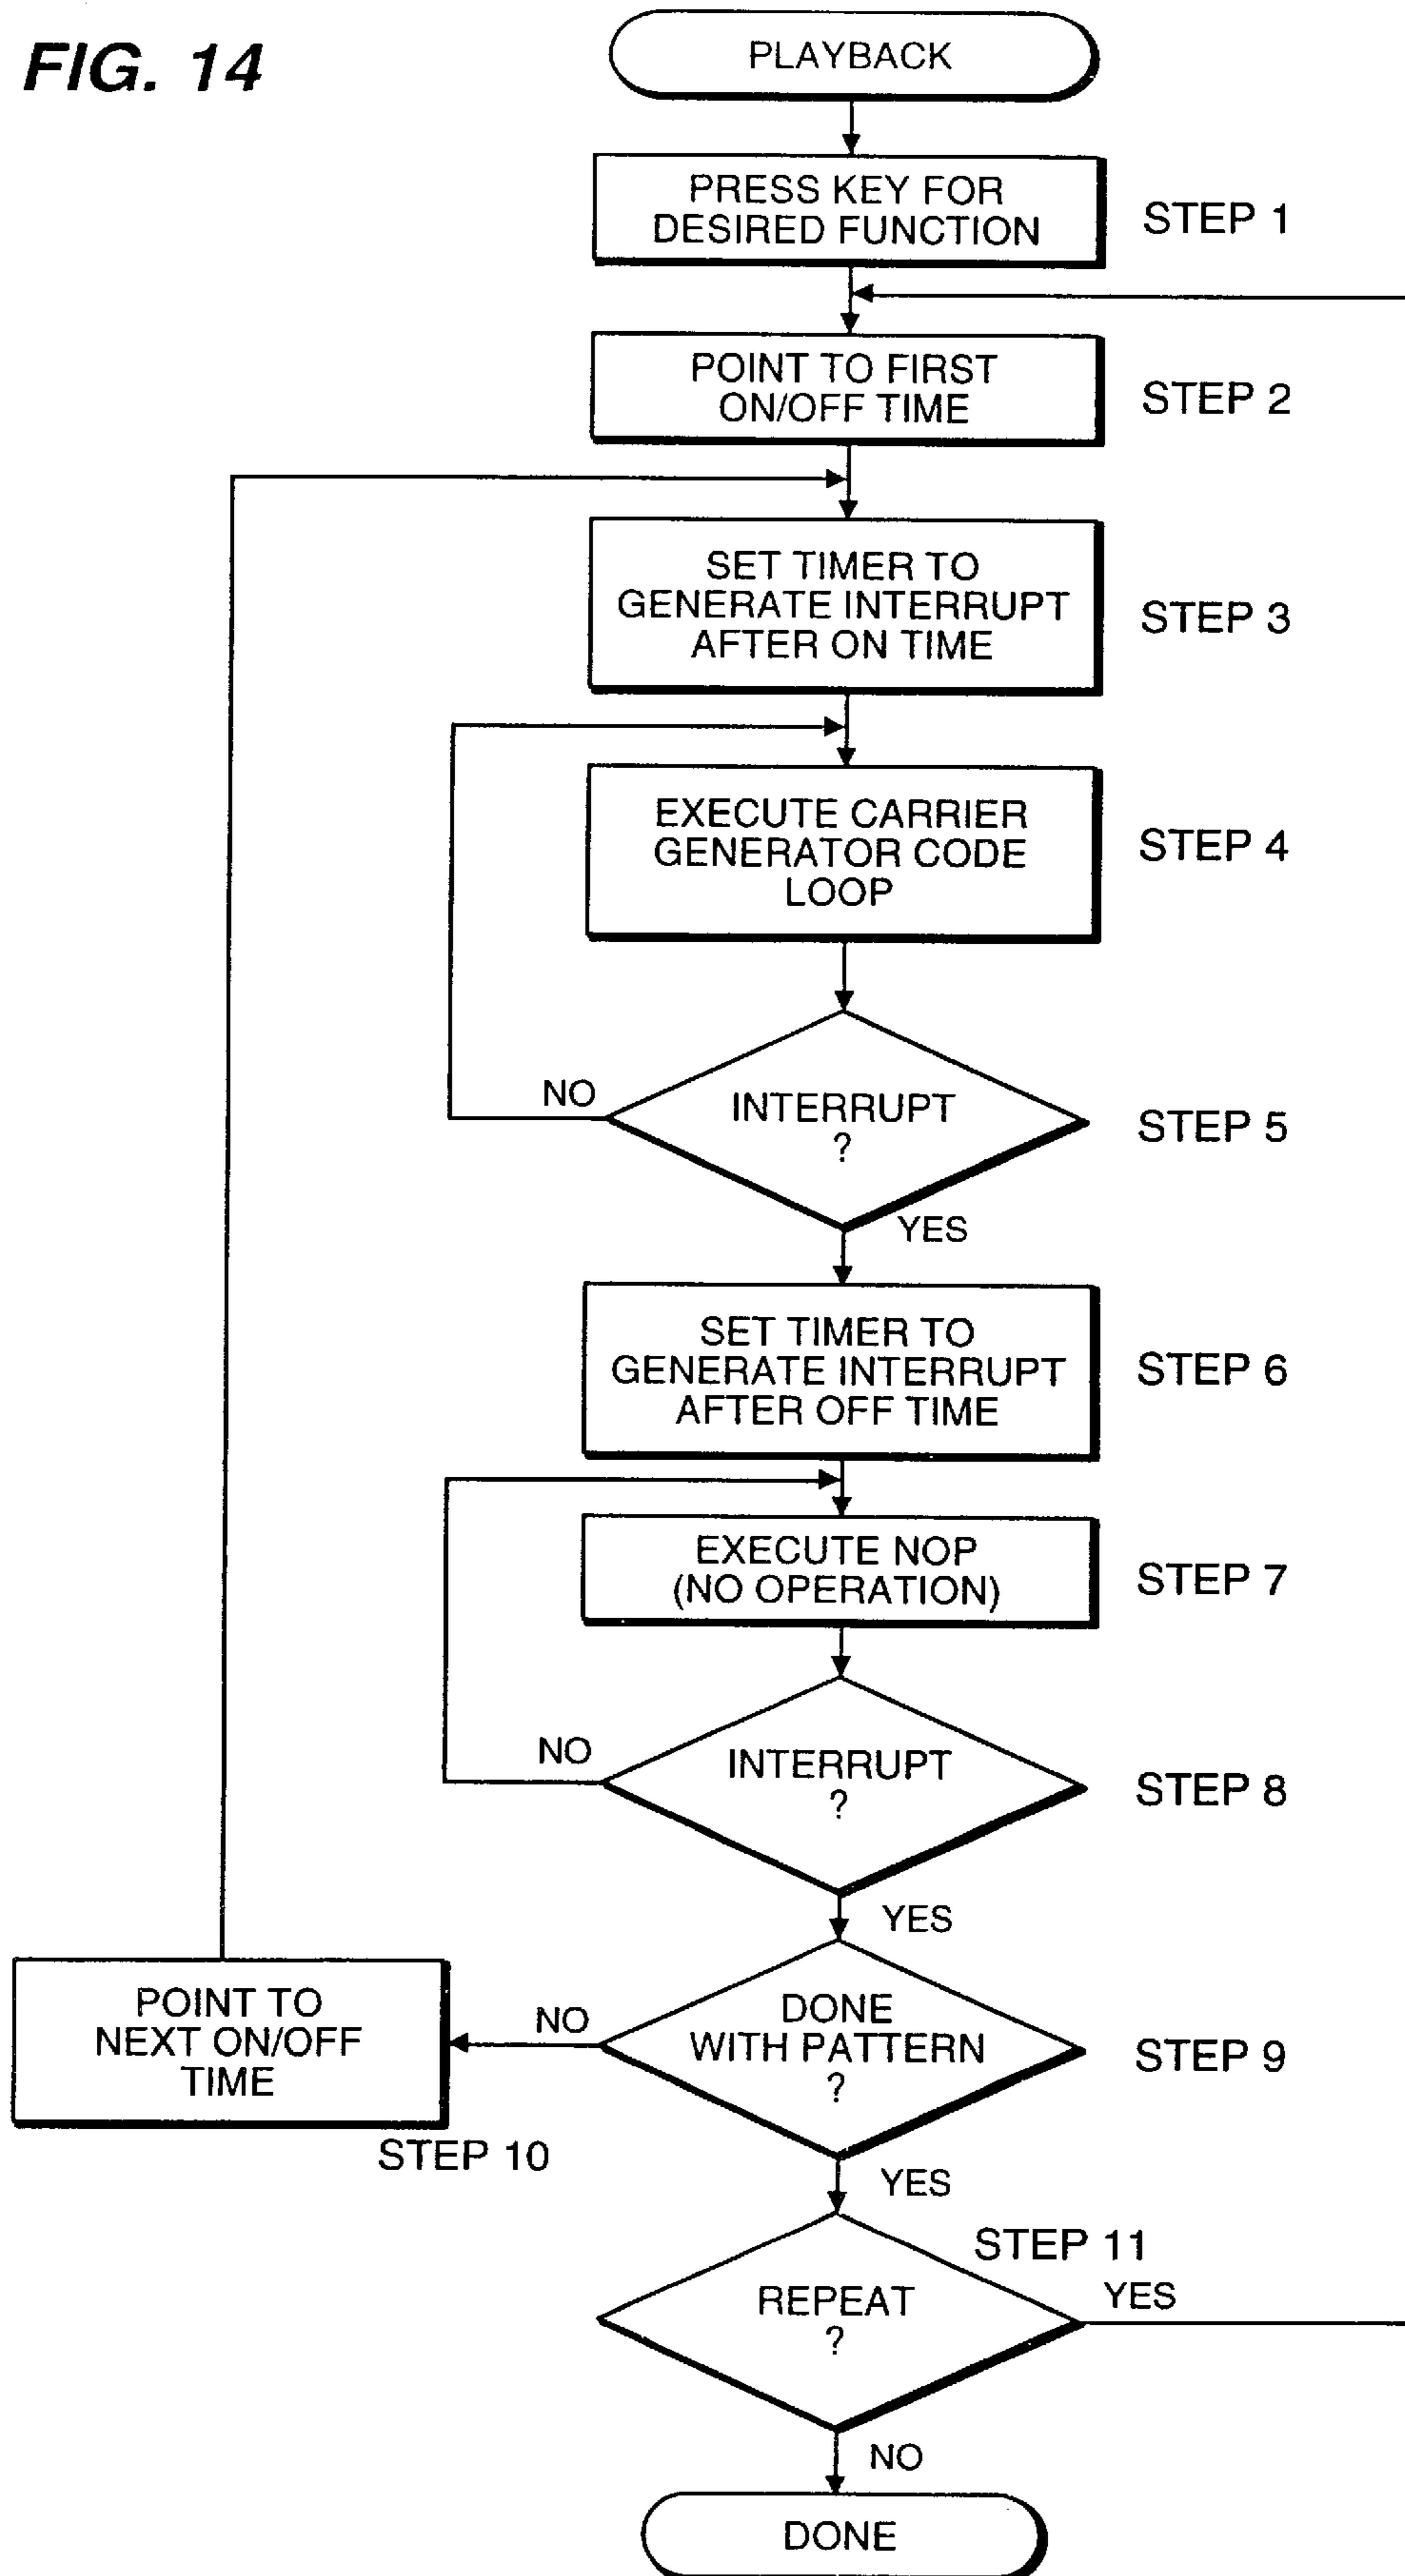 FIG. 14
PLAYBACK
PRESS KEY FOR
DESIRED FUNCTION
STEP 1
POINT TO FIRST
ON/OFF TIME
STEP 2
SET TIMER TO
GENERATE INTERRUPT
AFTER ON TIME
STEP 3
EXECUTE CARRIER
GENERATOR CODE
LOOP
STEP 4
NO
INTERRUPT
?
STEP 5
YES
SET TIMER TO
GENERATE INTERRUPT
AFTER OFF TIME
STEP 6
EXECUTE NOP
(NO OPERATION)
STEP 7
NO
INTERRUPT
?
STEP 8
YES
DONE
WITH PATTERN
?
STEP 9
NO
POINT TO
NEXT ON/OFF
TIME
STEP 10
YES
STEP 11
REPEAT
?
YES
NO
DONE